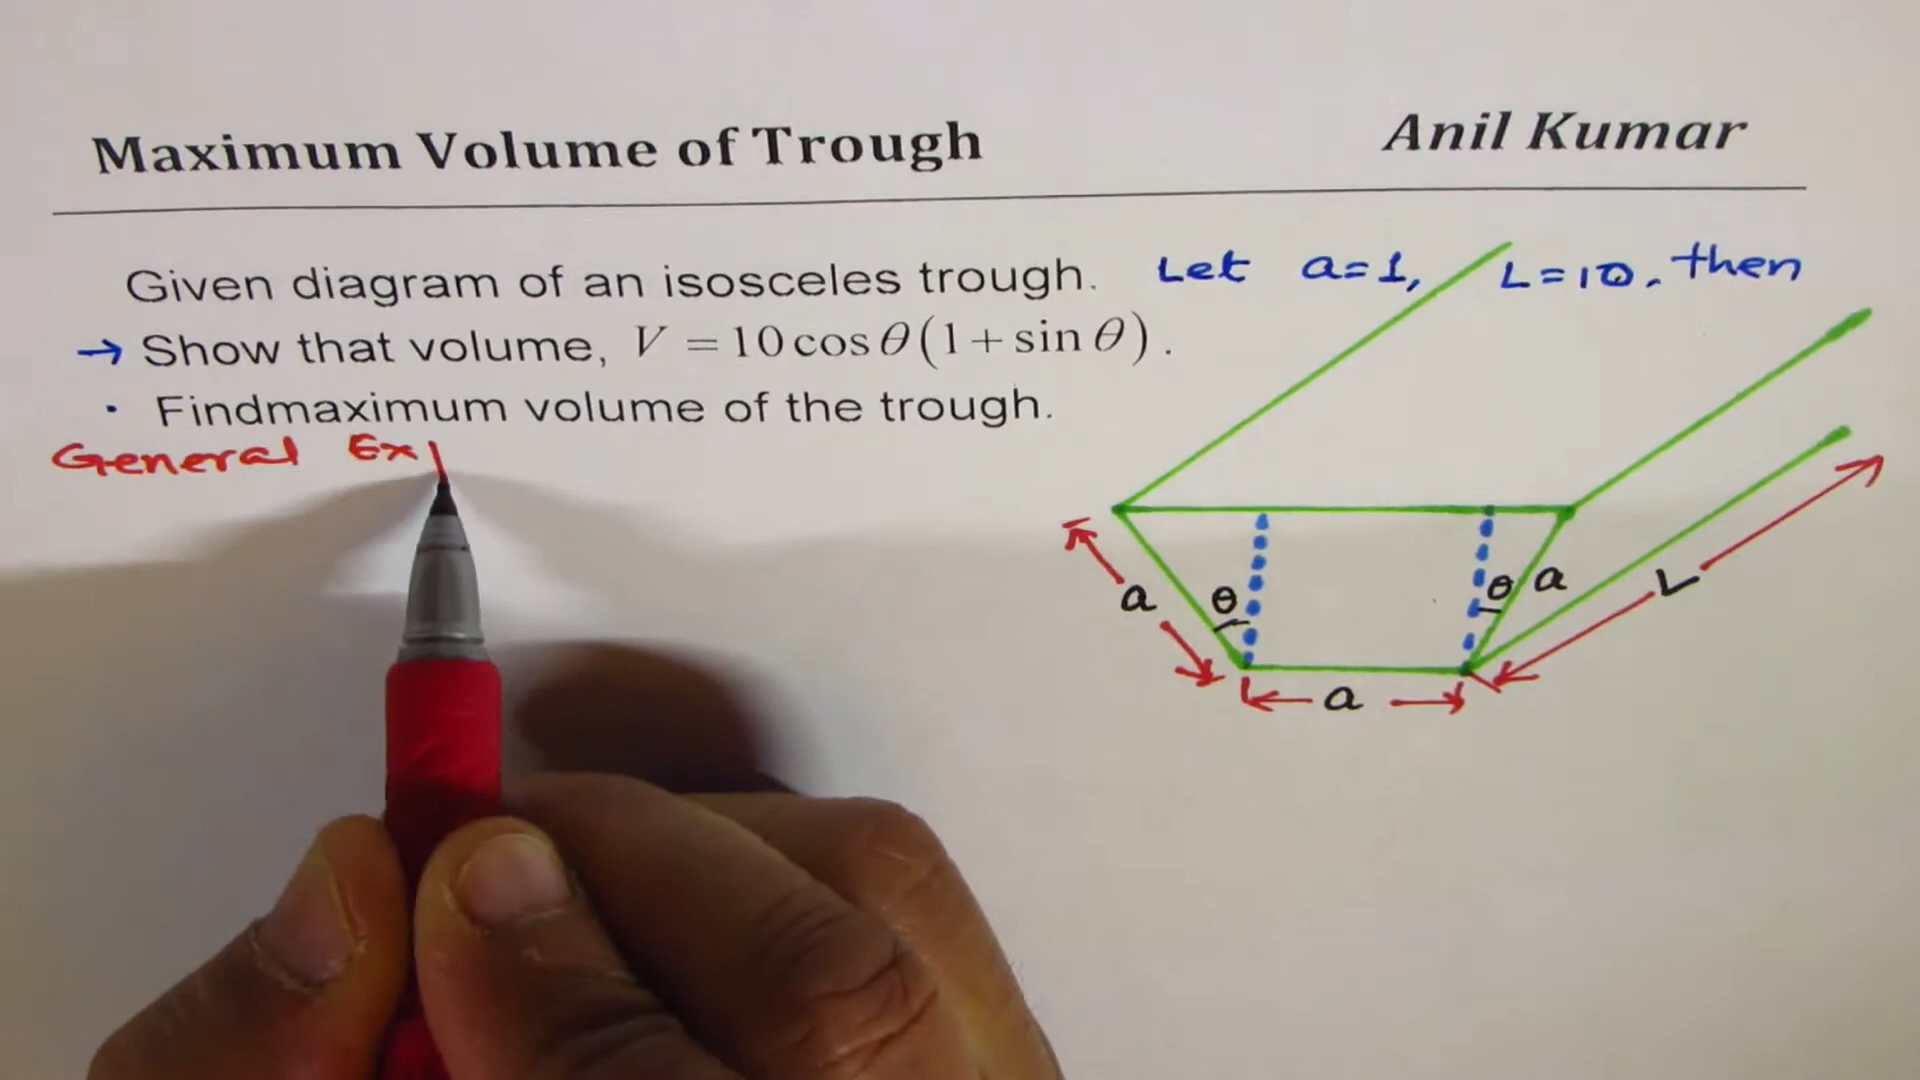 Maximum Volume of Trough
Anil Kumar
Given diagram of an isosceles trough. Let a=1, L=10. then
→ Show that volume, V = 10 cos θ(1 + sin θ).
· Findmaximum volume of the trough.
General Ex
θ
θ
a
a
L
a